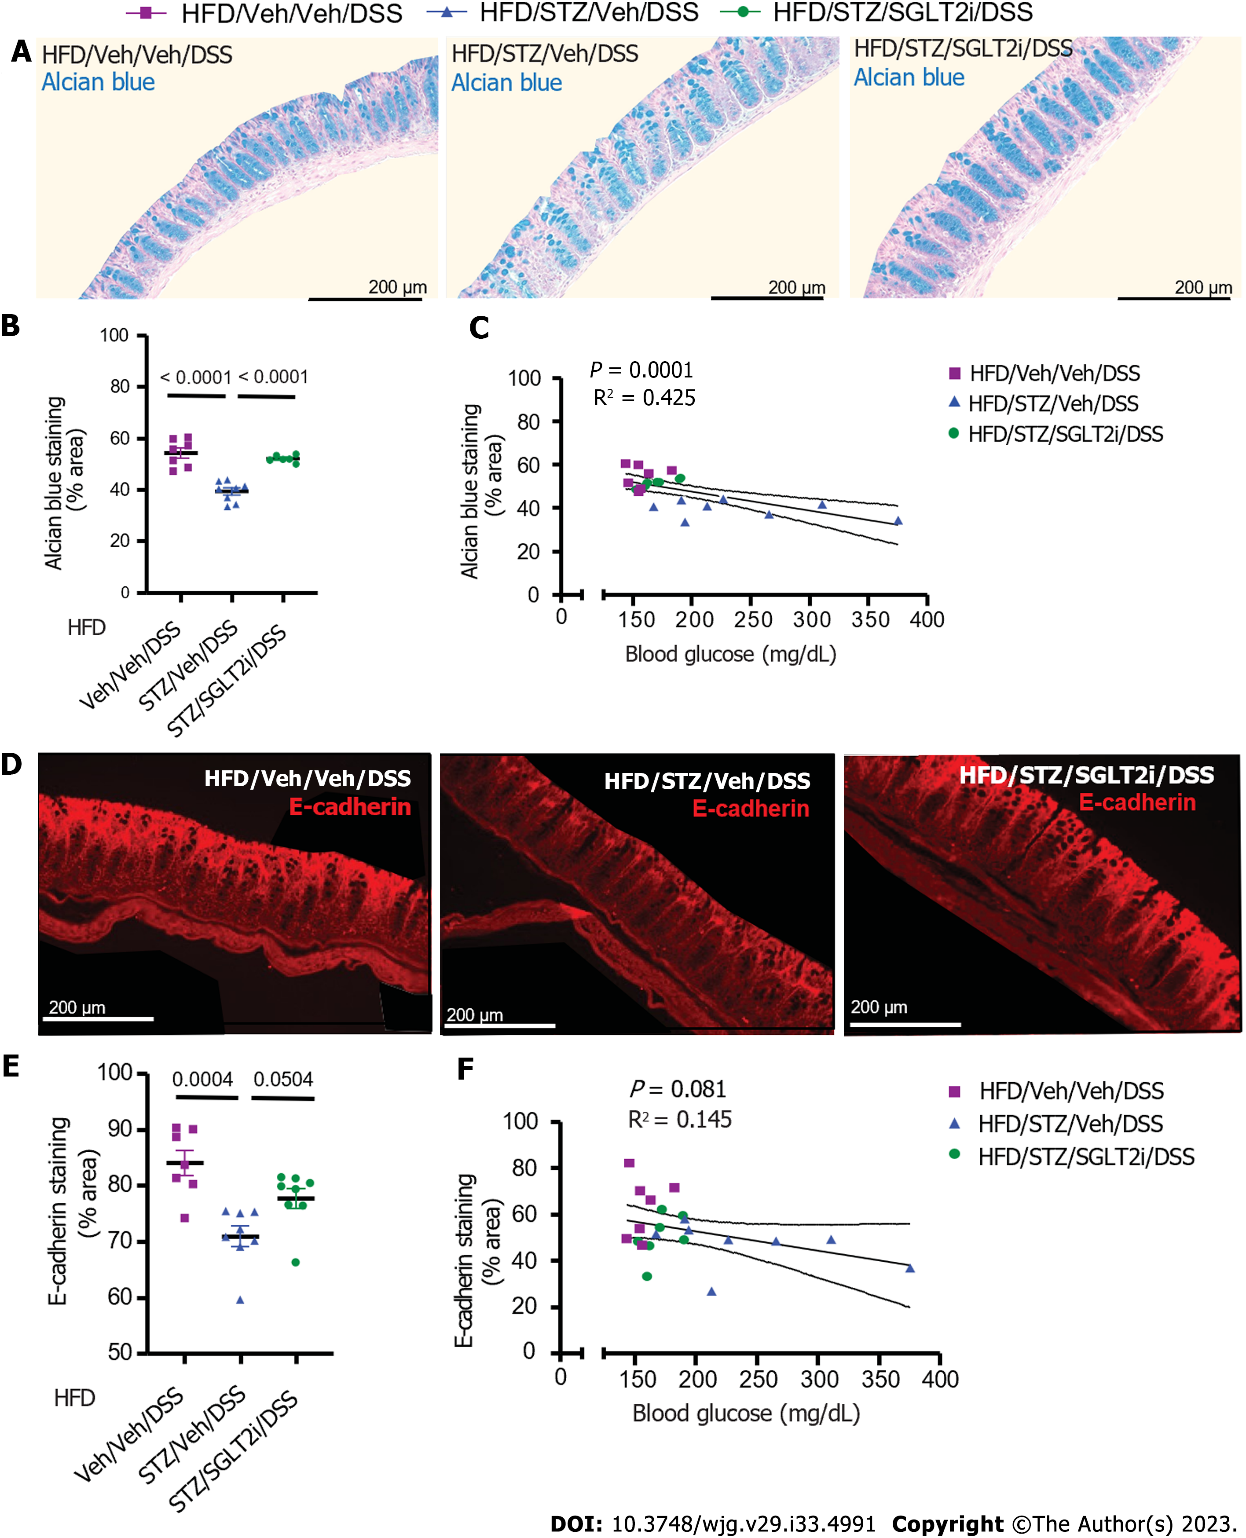 HFD/Veh/Veh/DSS HFD/STZ/Veh/DSS HFD/STZ/SGLT2i/DSS
A
HFD/Veh/Veh/DSS
Alcian blue
200 µm
HFD/STZ/Veh/DSS
Alcian blue
200 µm
HFD/STZ/SGLT2i/DSS
Alcian blue
200 µm
B
Alcian blue staining
(% area)
100
80
60
40
20
0
< 0.0001 < 0.0001
HFD
Veh/Veh/DSS
STZ/Veh/DSS
STZ/SGLT2i/DSS
C
P = 0.0001
R² = 0.425
Alcian blue staining
(% area)
100
80
60
40
20
0
0 150 200 250 300 350 400
Blood glucose (mg/dL)
HFD/Veh/Veh/DSS
HFD/STZ/Veh/DSS
HFD/STZ/SGLT2i/DSS
D
HFD/Veh/Veh/DSS
E-cadherin
200 µm
HFD/STZ/Veh/DSS
E-cadherin
200 µm
HFD/STZ/SGLT2i/DSS
E-cadherin
200 µm
E
E-cadherin staining
(% area)
100
90
80
70
60
50
0.0004 0.0504
HFD
Veh/Veh/DSS
STZ/Veh/DSS
STZ/SGLT2i/DSS
F
P = 0.081
R² = 0.145
E-cadherin staining
(% area)
100
80
60
40
20
0
0 150 200 250 300 350 400
Blood glucose (mg/dL)
HFD/Veh/Veh/DSS
HFD/STZ/Veh/DSS
HFD/STZ/SGLT2i/DSS
DOI: 10.3748/wjg.v29.i33.4991 Copyright ©The Author(s) 2023.